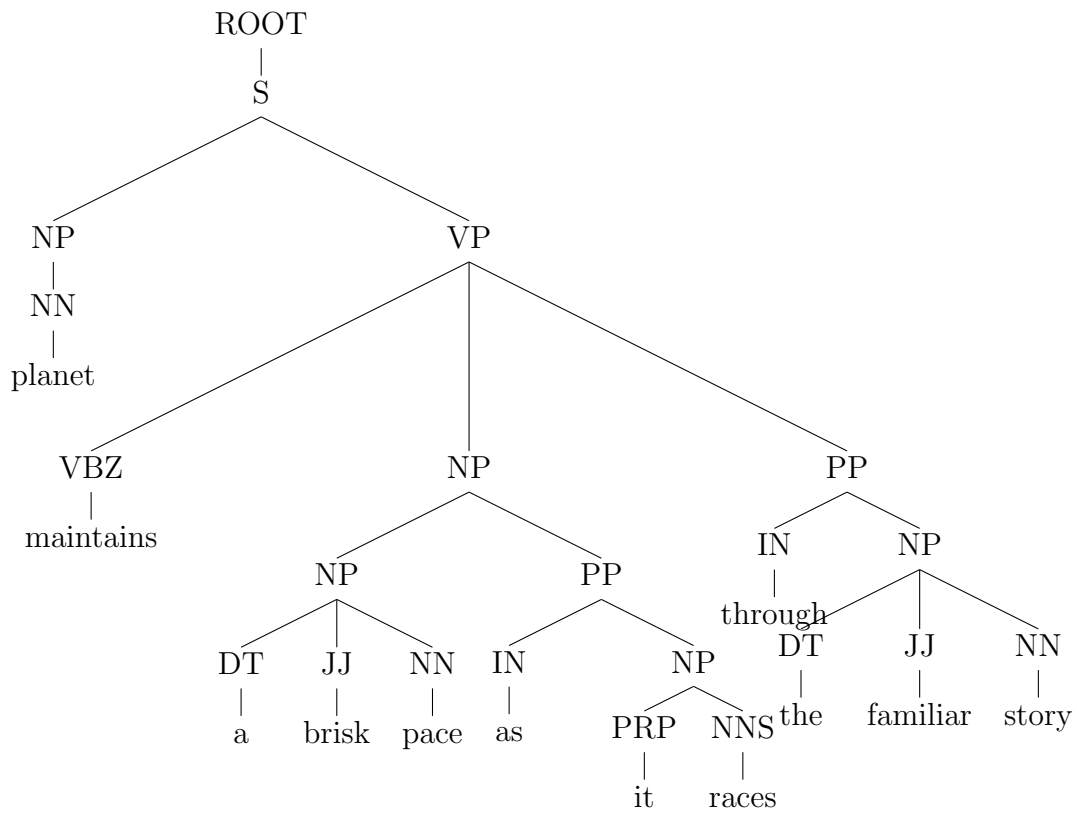 ROOT
S
NP VP
NN
planet
VBZ NP PP
maintains
IN NP
NP PP
through
DT JJ NN
DT JJ NN IN NP
the familiar story
a brisk pace as
PRP NNS
it races